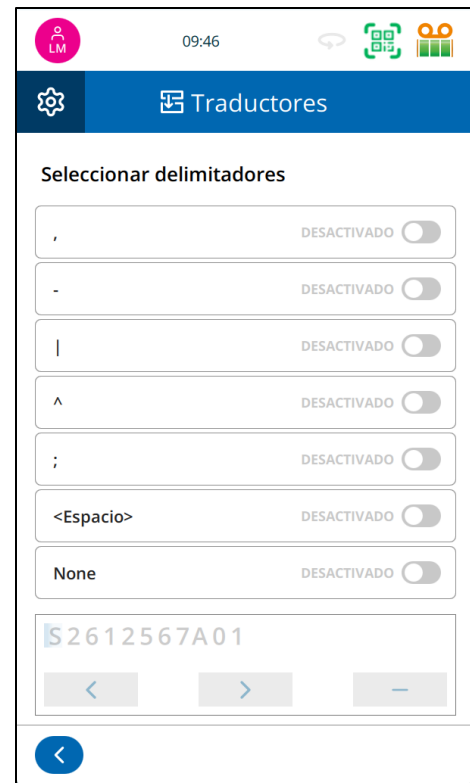 LM
09:46
Traductores
Seleccionar delimitadores
, DESACTIVADO
- DESACTIVADO
| DESACTIVADO
^ DESACTIVADO
; DESACTIVADO
<Espacio> DESACTIVADO
None DESACTIVADO
S2612567A01